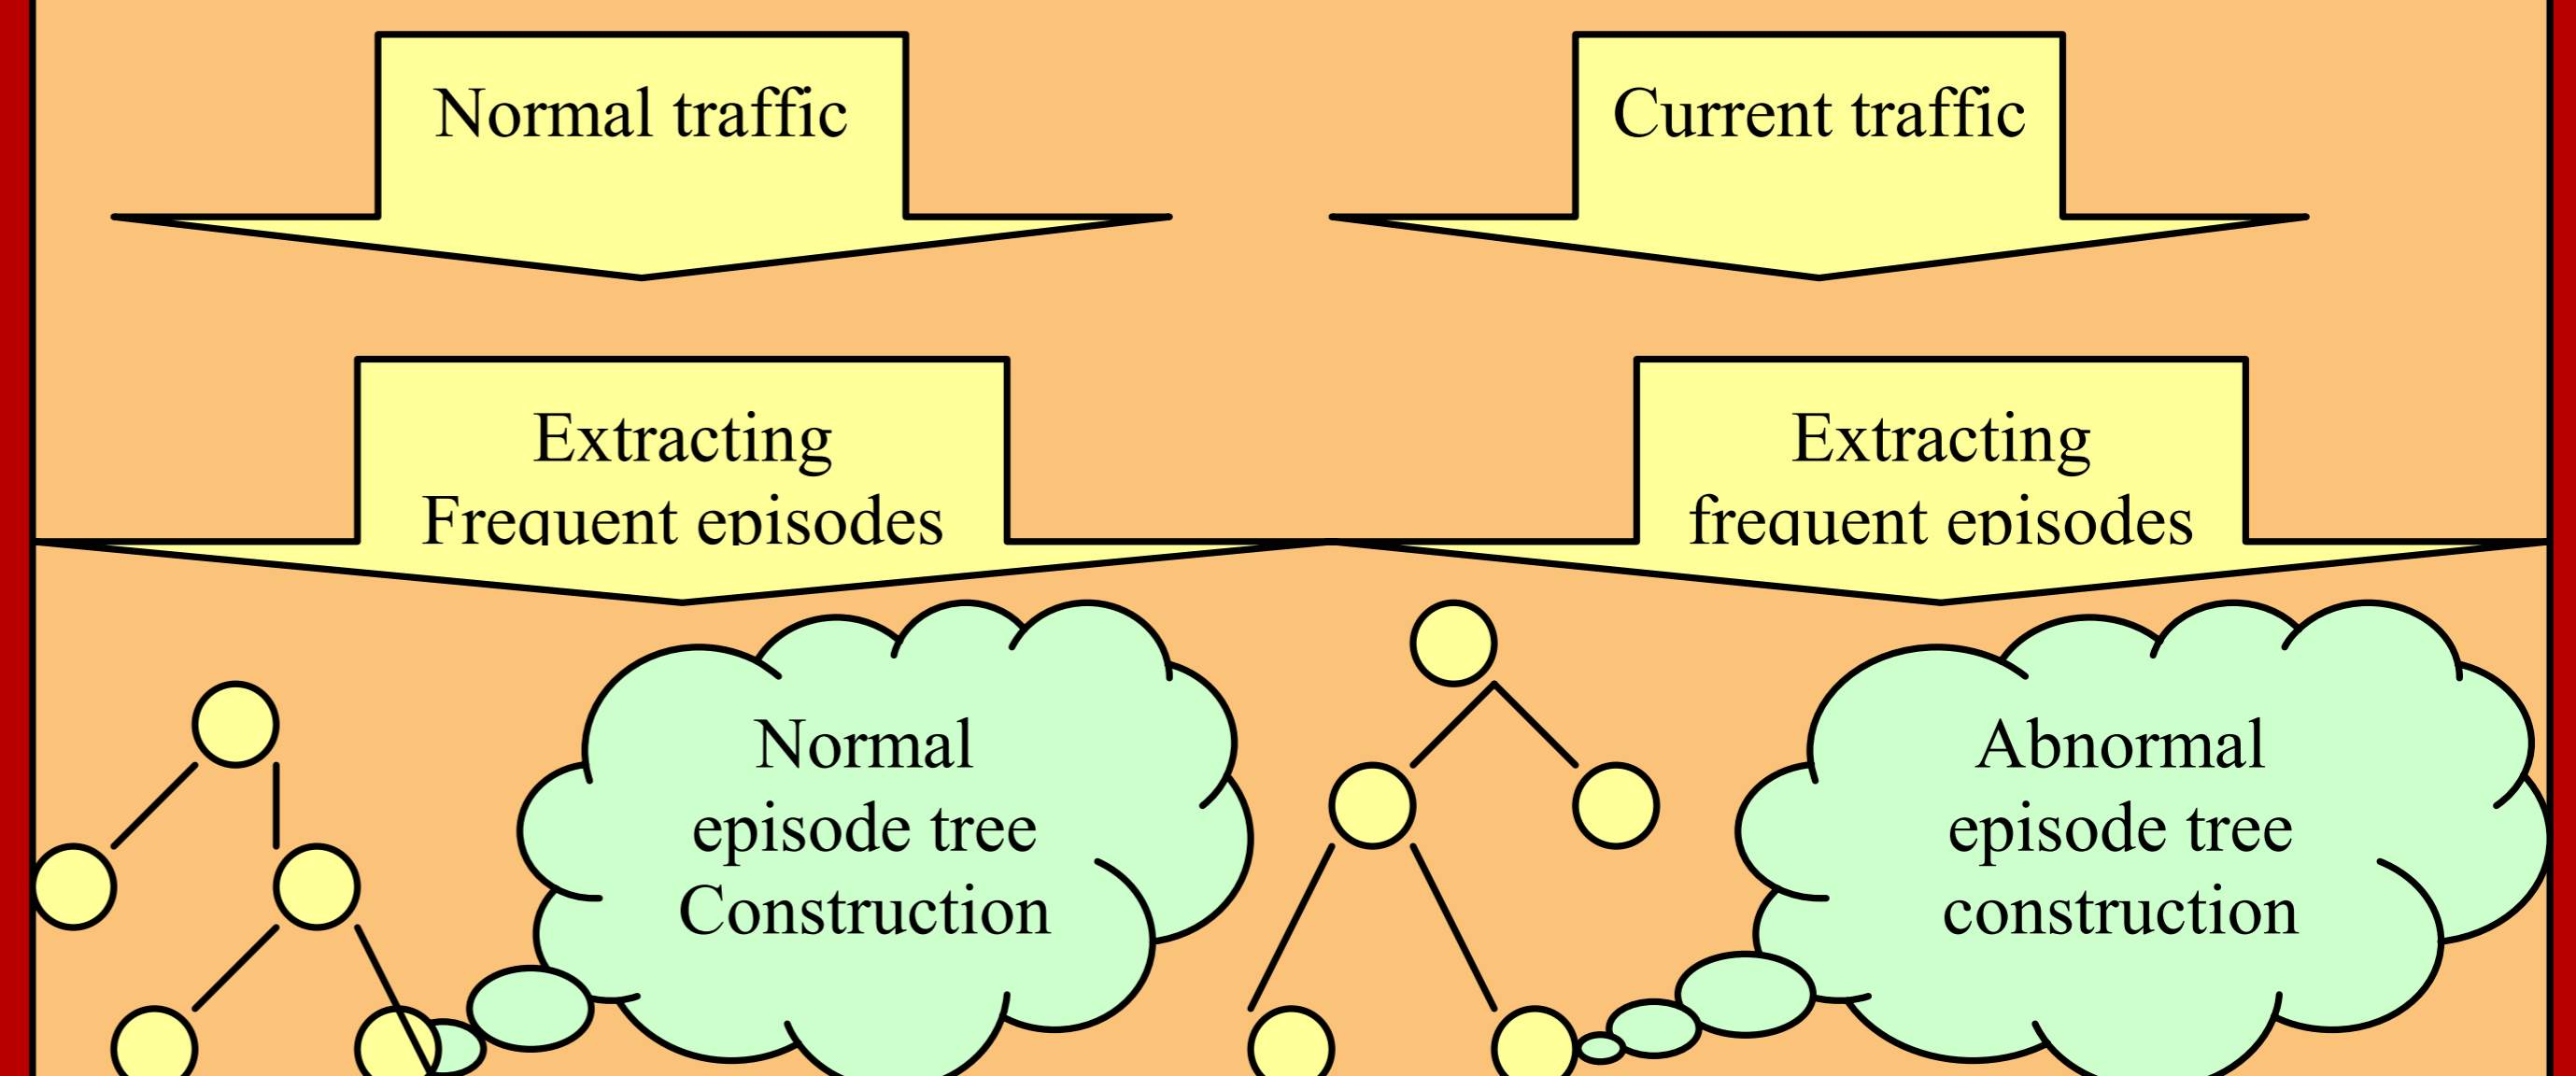 Normal traffic
Current traffic
Extracting
Frequent episodes
Extracting
frequent episodes
Normal
episode tree
Construction
Abnormal
episode tree
construction